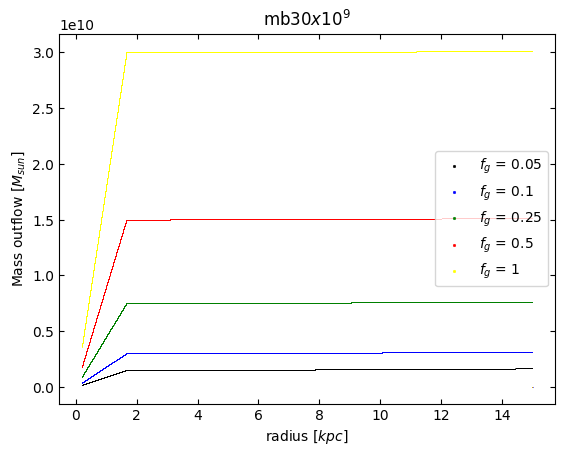 mb30x10⁹
1e10
3.0
2.5
2.0
1.5
1.0
0.5
0.0
Mass outflow [M_sun]
f_g = 0.05
f_g = 0.1
f_g = 0.25
f_g = 0.5
f_g = 1
0 2 4 6 8 10 12 14
radius [kpc]